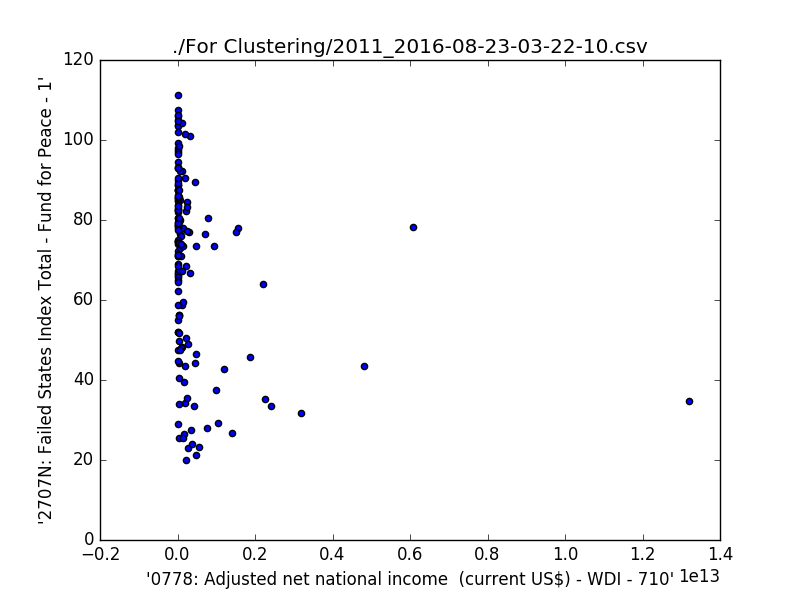 ./For Clustering/2011_2016-08-23-03-22-10.csv
120
100
80
60
40
20
0
'2707N: Failed States Index Total - Fund for Peace - 1'
−0.2 0.0 0.2 0.4 0.6 0.8 1.0 1.2 1.4
1e13
'0778: Adjusted net national income  (current US$) - WDI - 710'